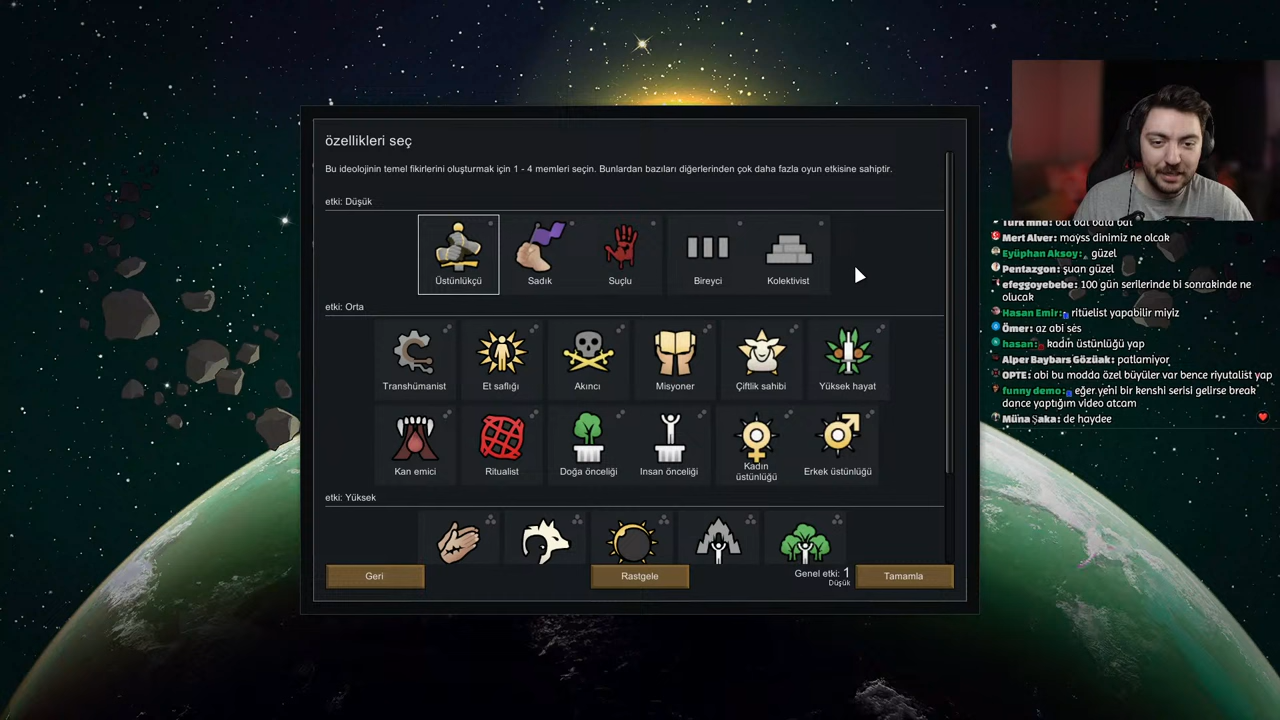 özellikleri seç
Bu ideolojinin temel fikirlerini oluşturmak için 1 - 4 memleri seçin. Bunlardan bazıları diğerlerinden çok daha fazla oyun etkisine sahiptir.
etki: Düşük
Üstünlükçü
Sadık
Suçlu
Bireyci
Kolektivist
etki: Orta
Transhümanist
Et saflığı
Akıncı
Misyoner
Çiftlik sahibi
Yüksek hayat
Kan emici
Ritualist
Doğa önceliği
Insan önceliği
Kadın
üstünlüğü
Erkek üstünlüğü
etki: Yüksek
Geri
Rastgele
Genel etki: 1
Düşük
Tamamla
Mert Alver: mayss dinimiz ne olcak
Eyüphan Aksoy: güzel
Pentazgon: şuan güzel
efeggoyebebe: 100 gün serilerinde bi sonrakinde ne
olucak
Hasan Emir: ritüelist yapabilir miyiz
Ömer: az abi ses
hasan: kadın üstünlüğü yap
Alper Baybars Gözüak: patlamiyor
OPTE: abi bu modda özel büyüler var bence riyutalist yap
funny demo: eğer yeni bir kenshi serisi gelirse break
dance yaptığım video atcam
Müna Şaka: de haydee